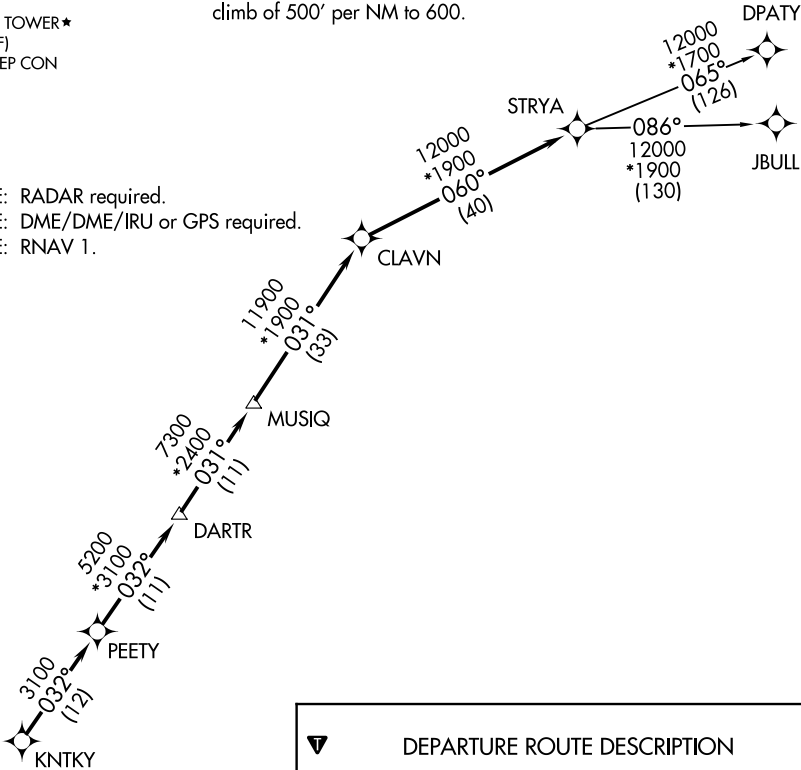 TOWER★
F)
EP CON
climb of 500' per NM to 600.
E: RADAR required.
E: DME/DME/IRU or GPS required.
E: RNAV 1.
DPATY
12000
*1700
065°
(126)
STRYA
086°
12000
*1900
(130)
JBULL
12000
*1900
060°
(40)
CLAVN
11900
*1900
031°
(33)
MUSIQ
7300
*2400
031°
(11)
DARTR
5200
*3100
032°
(11)
PEETY
3100
032°
(12)
KNTKY
T DEPARTURE ROUTE DESCRIPTION